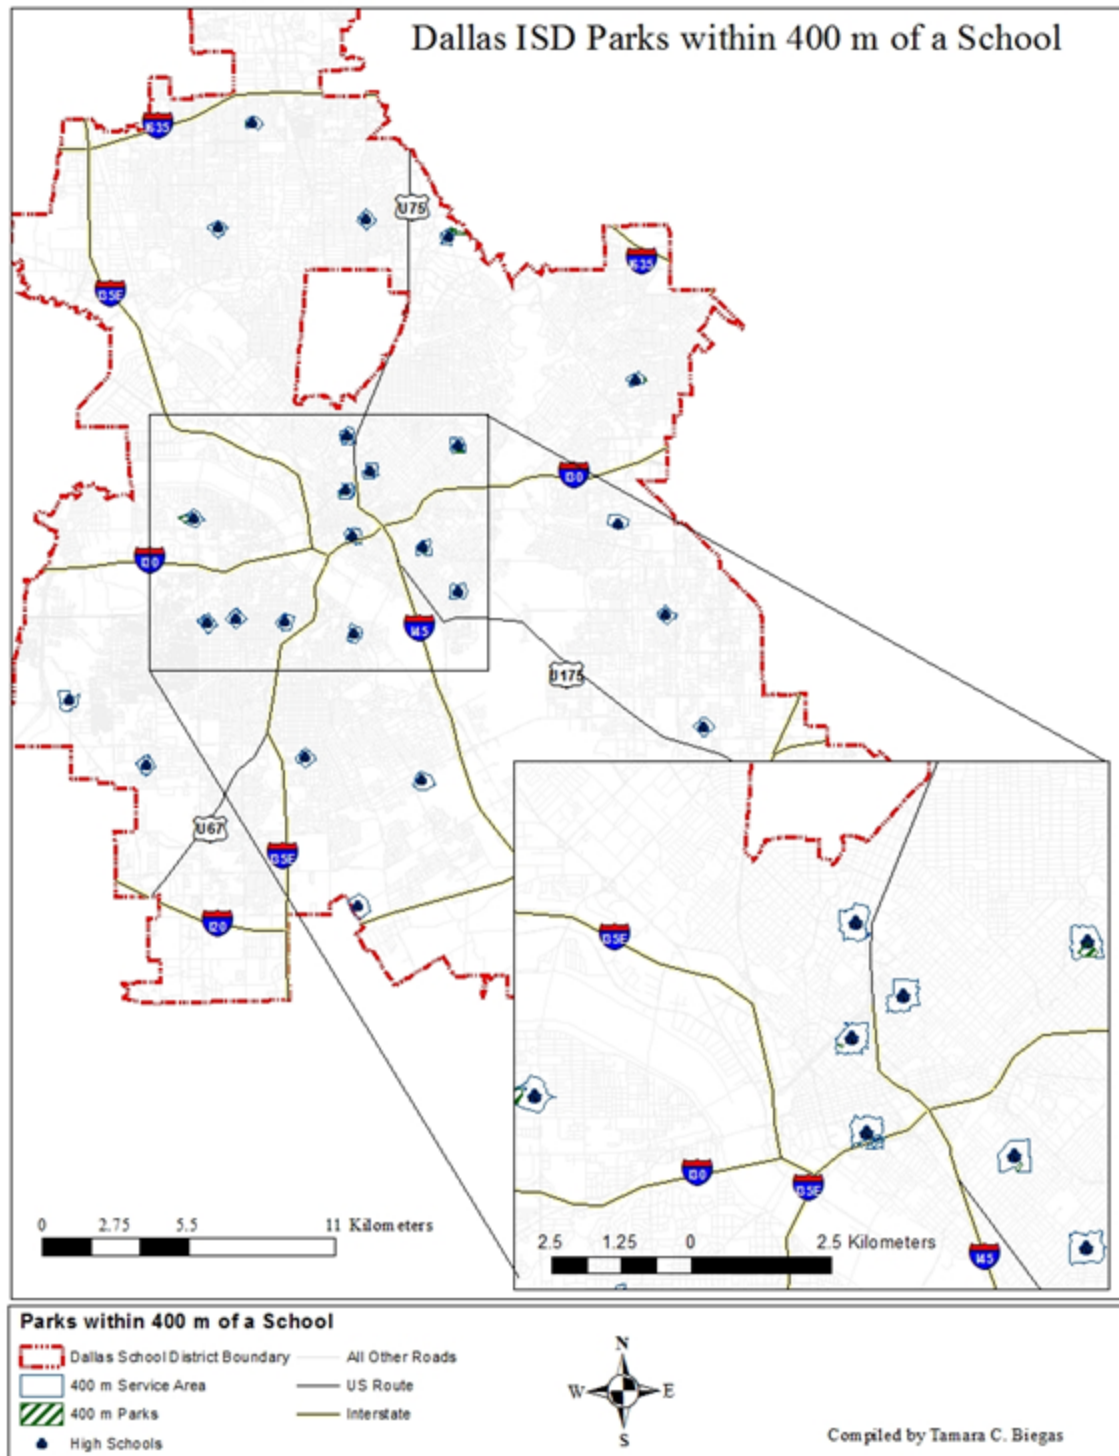 Dallas ISD Parks within 400 m of a School
I635
U75
I635
I35E
I30
I30
I45
U175
U67
I35E
I20
I35E
I30
I35E
I45
0 2.75 5.5 11 Kilometers
2.5 1.25 0 2.5 Kilometers
Parks within 400 m of a School
Dallas School District Boundary
400 m Service Area
400 m Parks
High Schools
All Other Roads
US Route
Interstate
N
W E
S
Compiled by Tamara C. Biegas